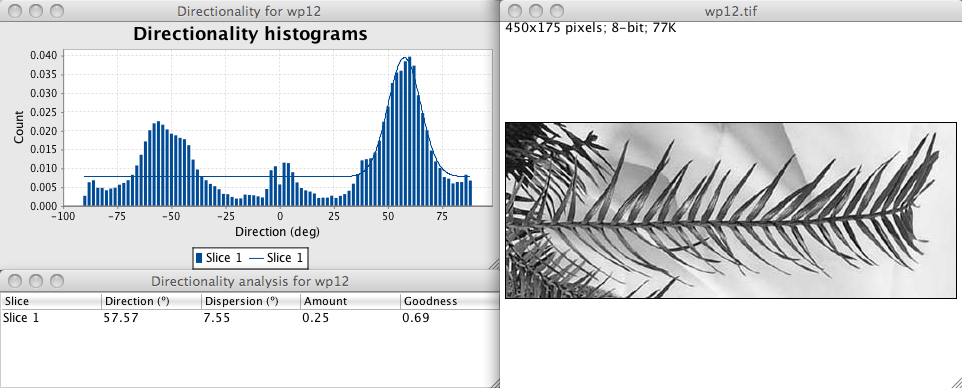 Directionality for wp12
Directionality histograms
Count
0.040
0.035
0.030
0.025
0.020
0.015
0.010
0.005
0.000
-100 -75 -50 -25 0 25 50 75
Direction (deg)
Slice 1 Slice 1
Directionality analysis for wp12
Slice Direction (º) Dispersion (º) Amount Goodness
Slice 1 57.57 7.55 0.25 0.69
wp12.tif
450x175 pixels; 8-bit; 77K